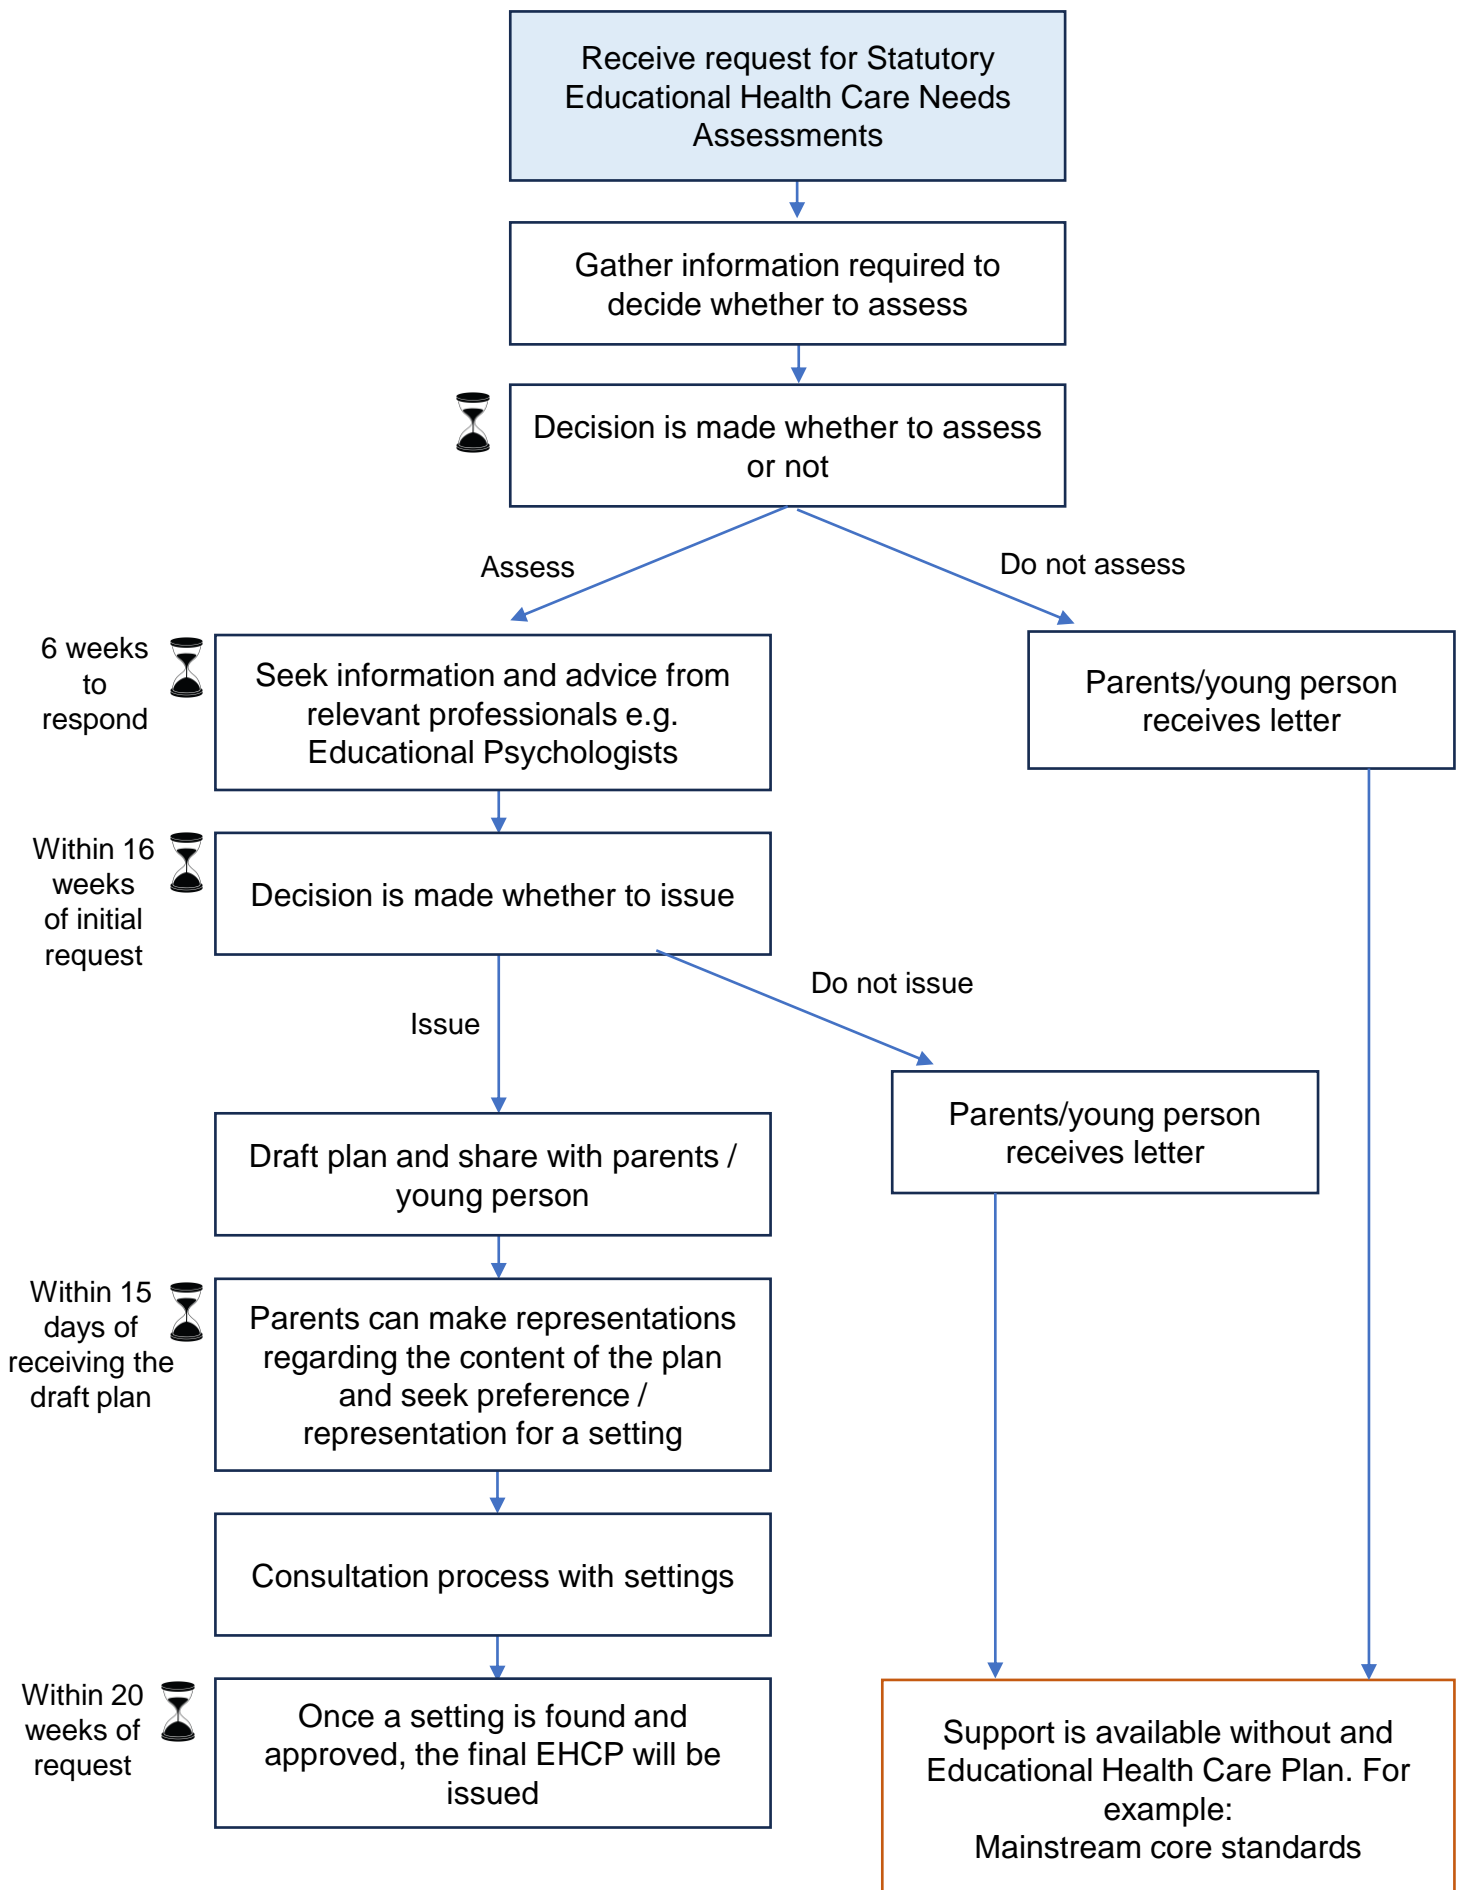 Receive request for Statutory
Educational Health Care Needs
Assessments
Gather information required to
decide whether to assess
Decision is made whether to assess
or not
Assess
Do not assess
6 weeks
to
respond
Seek information and advice from
relevant professionals e.g.
Educational Psychologists
Parents/young person
receives letter
Within 16
weeks
of initial
request
Decision is made whether to issue
Do not issue
Issue
Parents/young person
receives letter
Draft plan and share with parents /
young person
Within 15
days of
receiving the
draft plan
Parents can make representations
regarding the content of the plan
and seek preference /
representation for a setting
Consultation process with settings
Within 20
weeks of
request
Once a setting is found and
approved, the final EHCP will be
issued
Support is available without and
Educational Health Care Plan. For
example:
Mainstream core standards